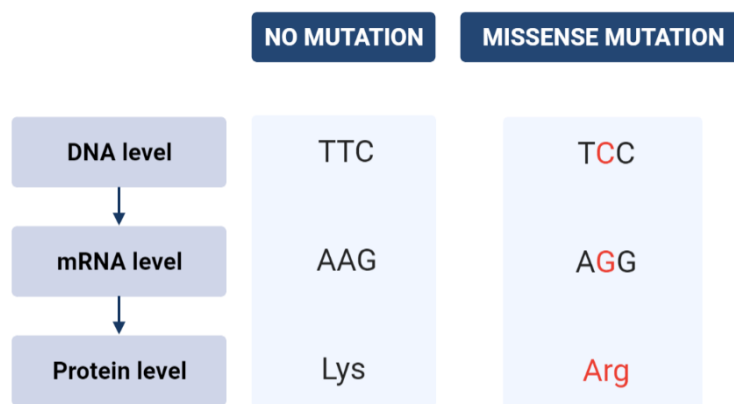 NO MUTATION MISSENSE MUTATION
DNA level TTC TCC
mRNA level AAG AGG
Protein level Lys Arg